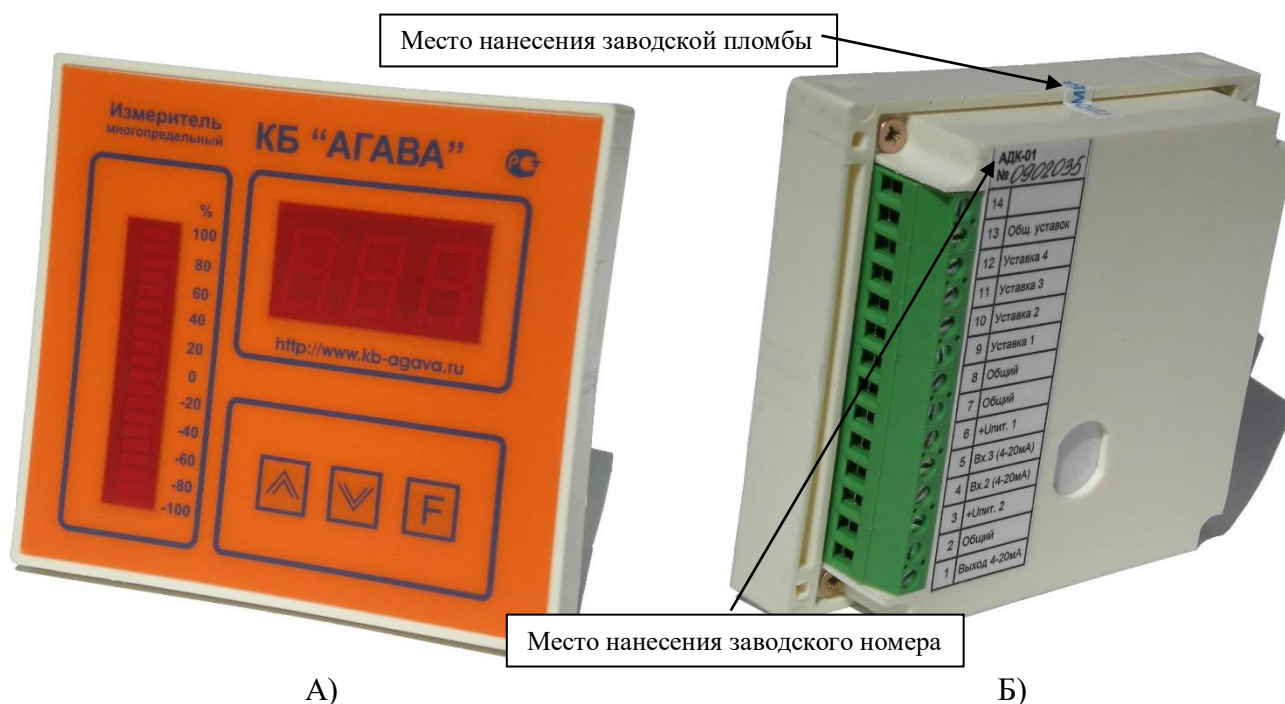 Место нанесения заводской пломбы
Измеритель
многопредельный
КБ “АГАВА”
%
100
80
60
40
20
0
-20
-40
-60
-80
-100
http://www.kb-agava.ru
F
АДК-01
№ 0902035
14
13 Общ. уставок
12 Уставка 4
11 Уставка 3
10 Уставка 2
9 Уставка 1
8 Общий
7 Общий
6 +Uпит. 1
5 Вх.3 (4-20мА)
4 Вх.2 (4-20мА)
3 +Uпит. 2
2 Общий
1 Выход 4-20мА
Место нанесения заводского номера
А)
Б)